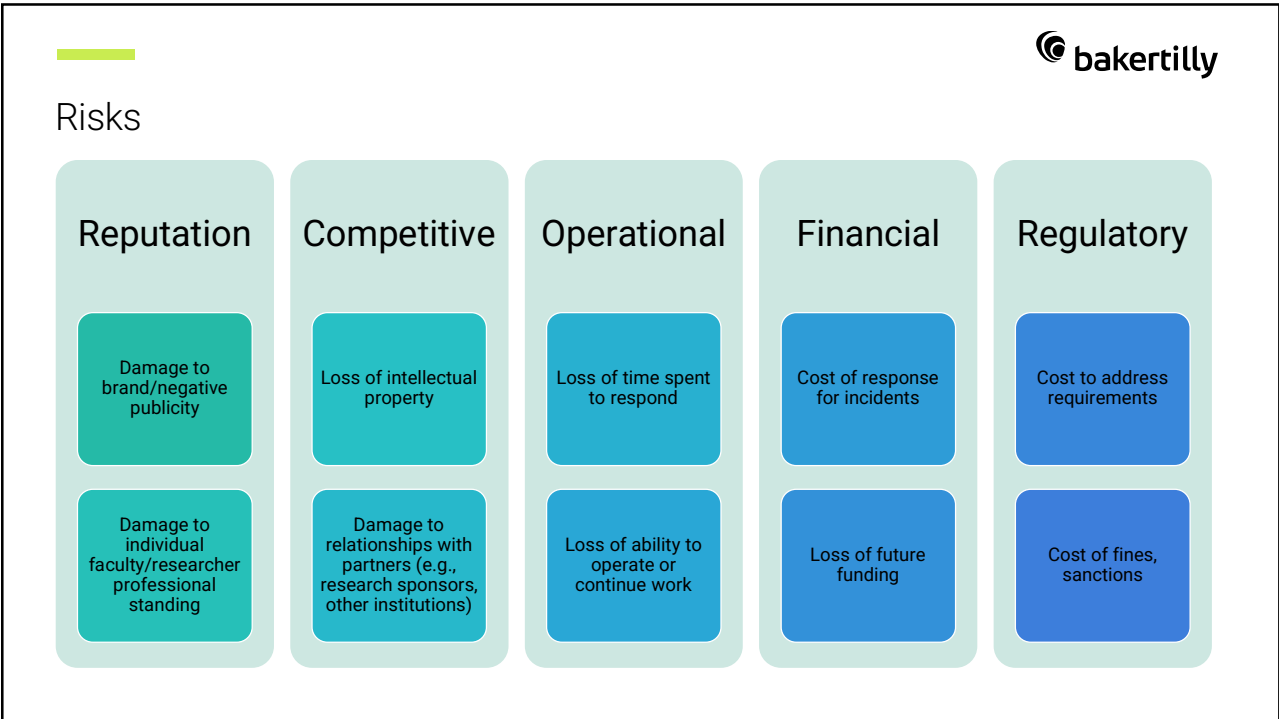 bakertilly
Risks
Reputation
Damage to
brand/negative
publicity
Damage to
individual
faculty/researcher
professional
standing
Competitive
Loss of intellectual
property
Damage to
relationships with
partners (e.g.,
research sponsors,
other institutions)
Operational
Loss of time spent
to respond
Loss of ability to
operate or
continue work
Financial
Cost of response
for incidents
Loss of future
funding
Regulatory
Cost to address
requirements
Cost of fines,
sanctions